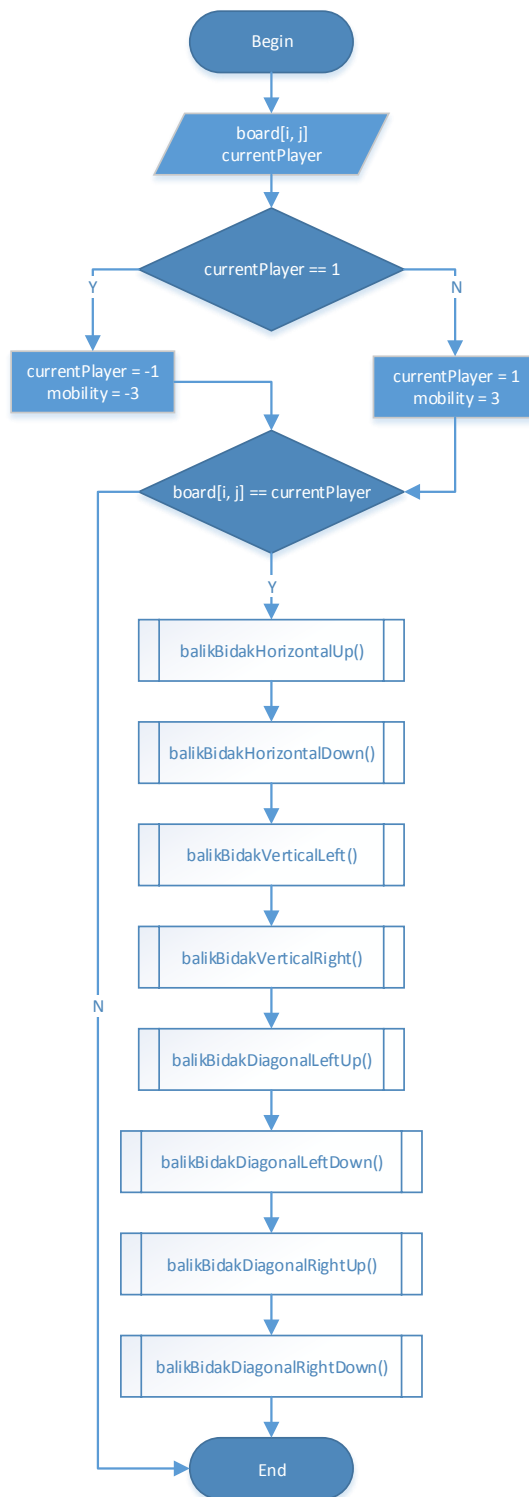 Begin
board[i, j]
currentPlayer
currentPlayer == 1
Y
N
currentPlayer = -1
mobility = -3
currentPlayer = 1
mobility = 3
board[i, j] == currentPlayer
Y
balikBidakHorizontalUp()
balikBidakHorizontalDown()
balikBidakVerticalLeft()
balikBidakVerticalRight()
N
balikBidakDiagonalLeftUp()
balikBidakDiagonalLeftDown()
balikBidakDiagonalRightUp()
balikBidakDiagonalRightDown()
End